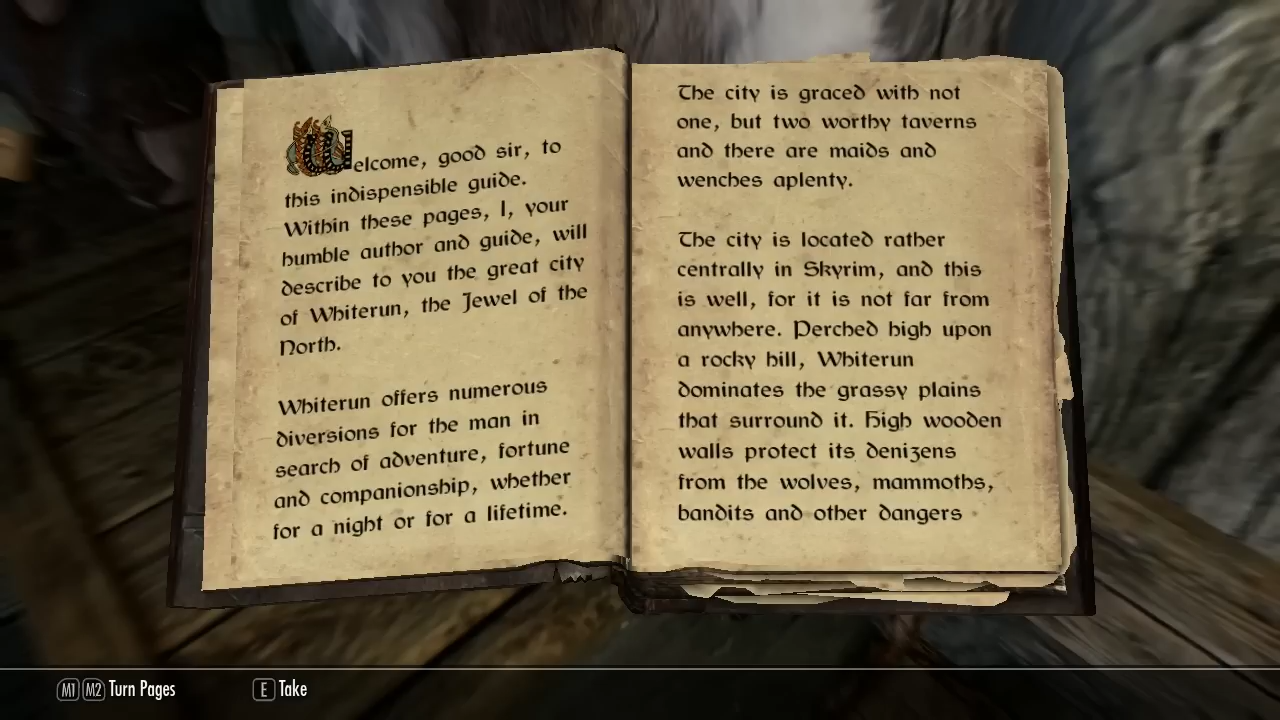 Welcome, good sir, to
this indispensible guide.
Within these pages, I, your
humble author and guide, will
describe to you the great city
of Whiterun, the Jewel of the
North.
Whiterun offers numerous
diversions for the man in
search of adventure, fortune
and companionship, whether
for a night or for a lifetime.
The city is graced with not
one, but two worthy taverns
and there are maids and
wenches aplenty.
The city is located rather
centrally in Skyrim, and this
is well, for it is not far from
anywhere. Perched high upon
a rocky hill, Whiterun
dominates the grassy plains
that surround it. High wooden
walls protect its denizens
from the wolves, mammoths,
bandits and other dangers
M1 M2 Turn Pages E Take